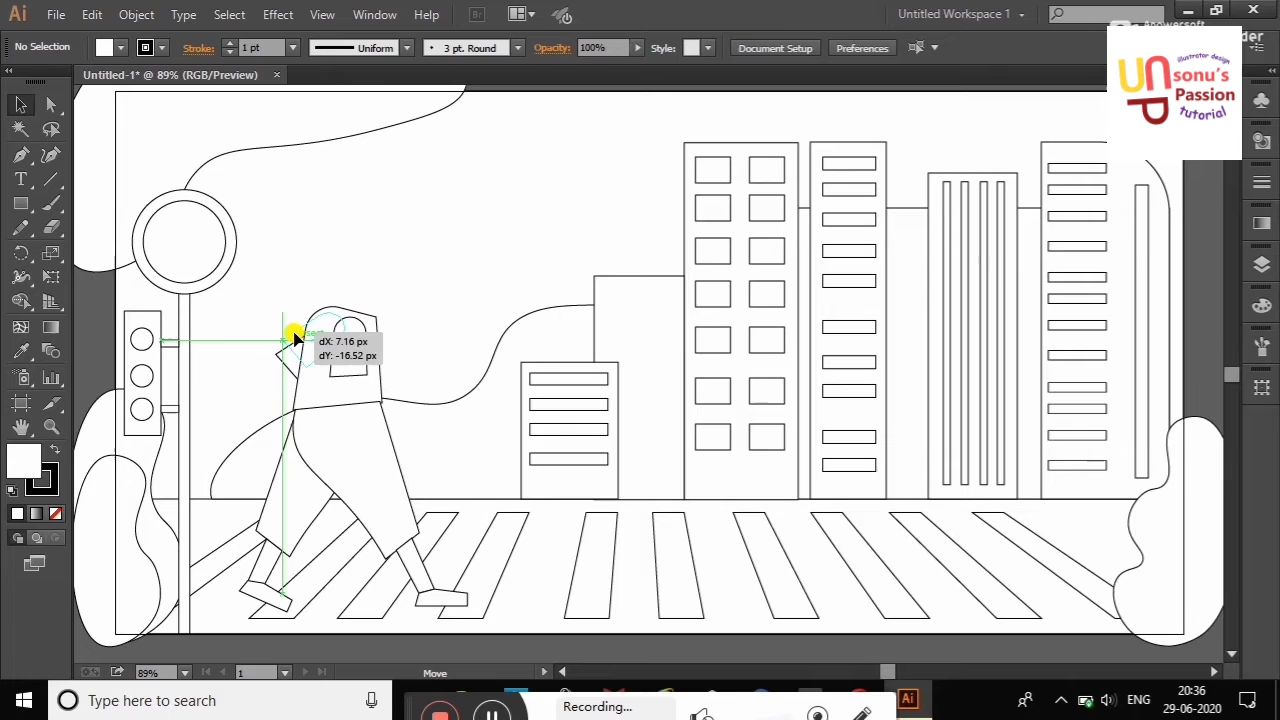 Ai File Edit Object Type Select Effect View Window Help Br Untitled Workspace 1
No Selection Stroke: 1 pt Uniform 3 pt. Round Opacity: 100% Style: Document Setup Preferences
Untitled-1* @ 89% (RGB/Preview)
illustrator design
UP sonu's
Passion
tutorial
dX: 7.16 px
dY: -16.52 px
89% 1 Move
Type here to search
Recording...
Ai
ENG
20:36
29-06-2020